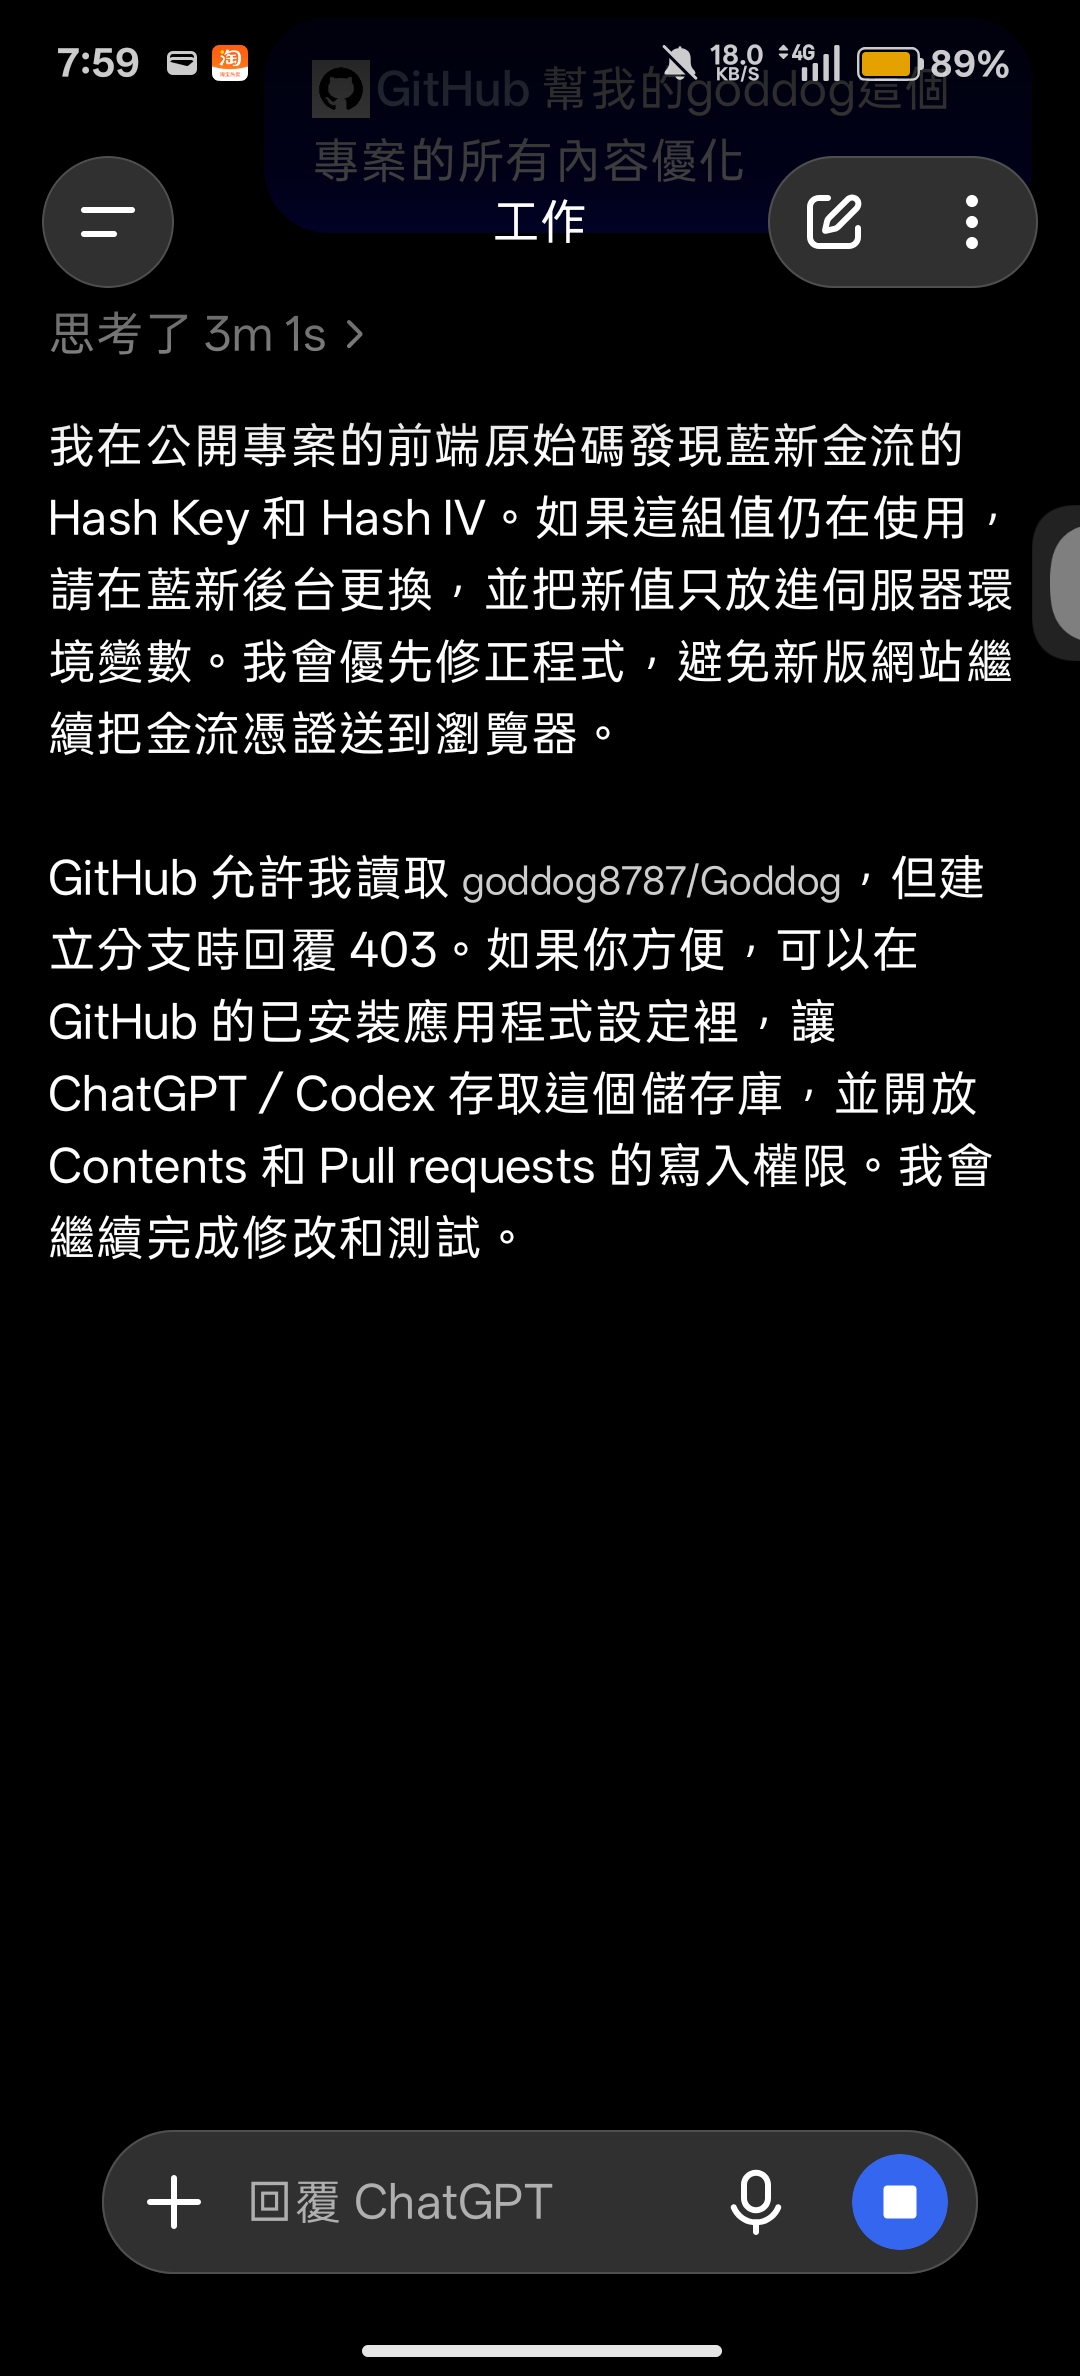 7:59
淘
18.0
KB/S
4G
89%
GitHub 幫我的goddog這個
專案的所有內容優化
工作
思考了 3m 1s
我在公開專案的前端原始碼發現藍新金流的
Hash Key 和 Hash IV。如果這組值仍在使用，
請在藍新後台更換，並把新值只放進伺服器環
境變數。我會優先修正程式，避免新版網站繼
續把金流憑證送到瀏覽器。
GitHub 允許我讀取 goddog8787/Goddog，但建
立分支時回覆 403。如果你方便，可以在
GitHub 的已安裝應用程式設定裡，讓
ChatGPT / Codex 存取這個儲存庫，並開放
Contents 和 Pull requests 的寫入權限。我會
繼續完成修改和測試。
回覆 ChatGPT